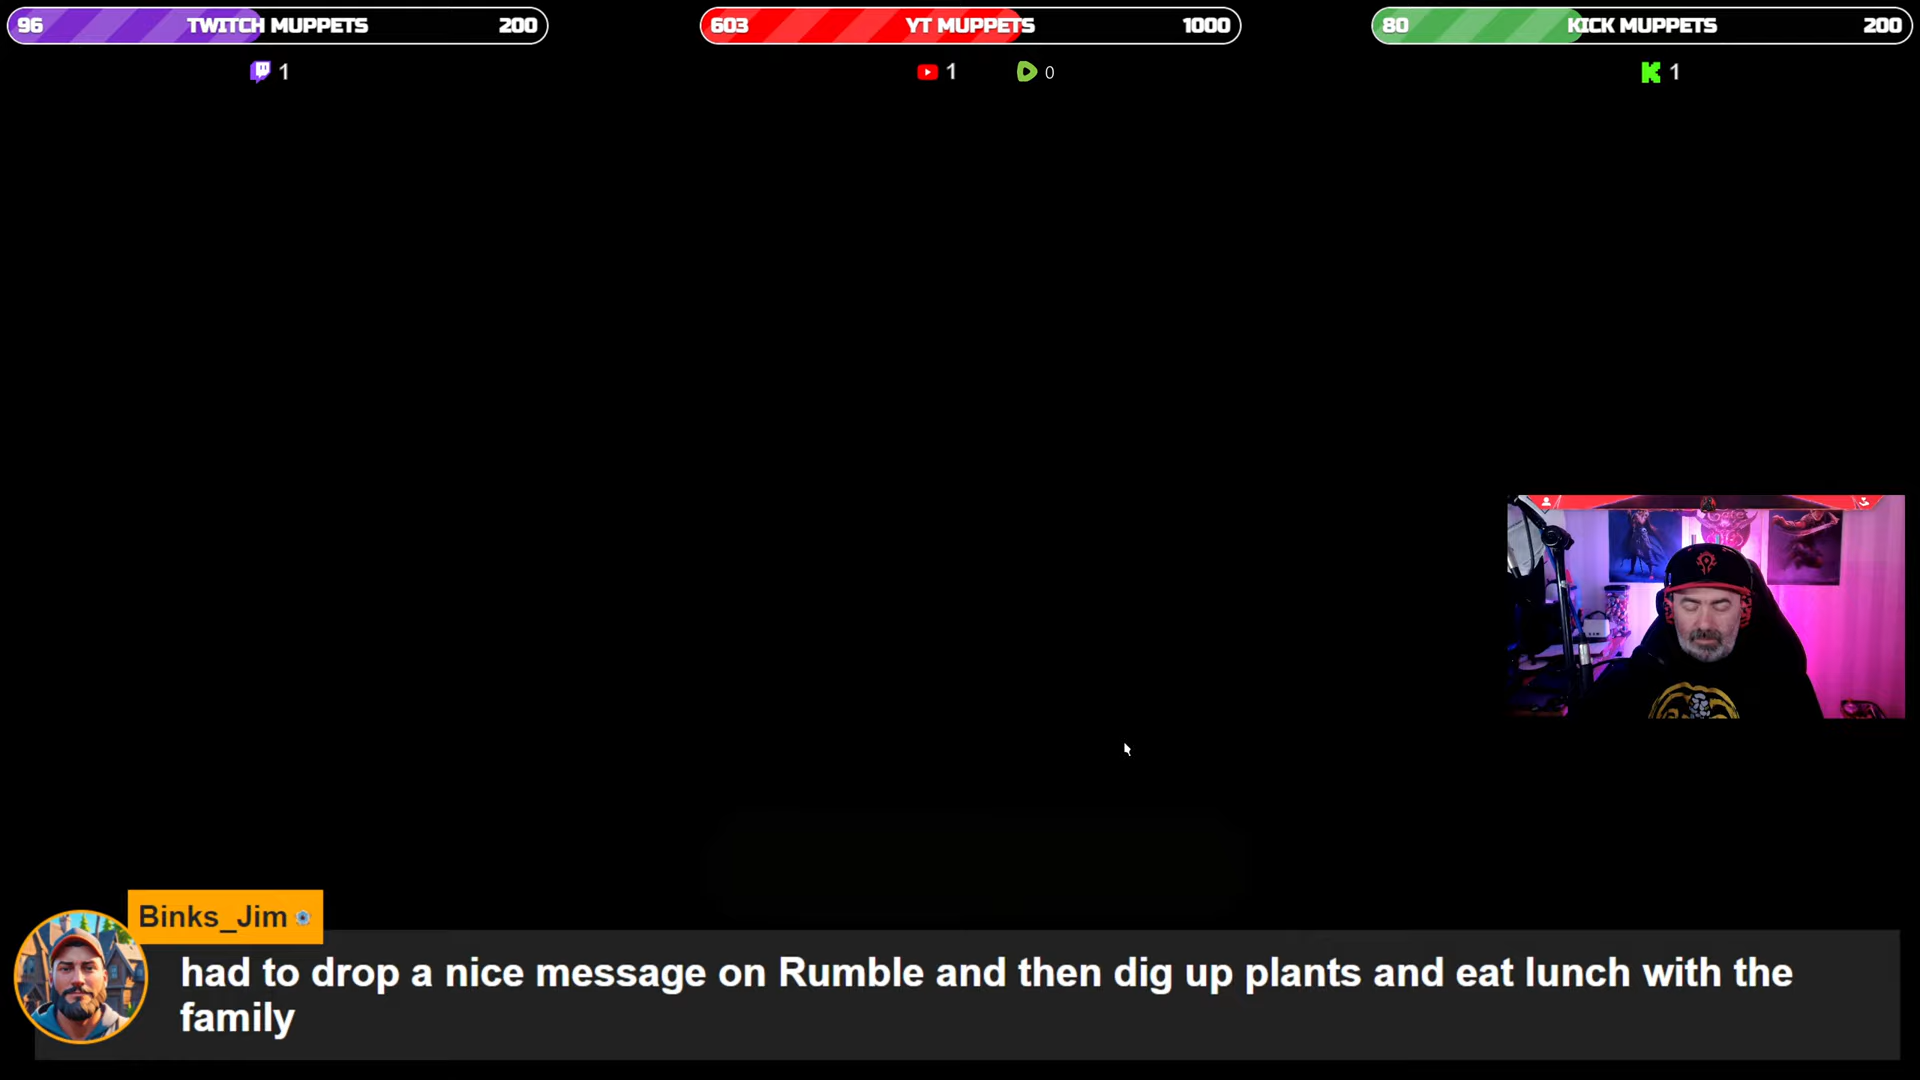 96 TWITCH MUPPETS 200
603 YT MUPPETS 1000
80 KICK MUPPETS 200
1
1
0
1
Binks_Jim
had to drop a nice message on Rumble and then dig up plants and eat lunch with the
family